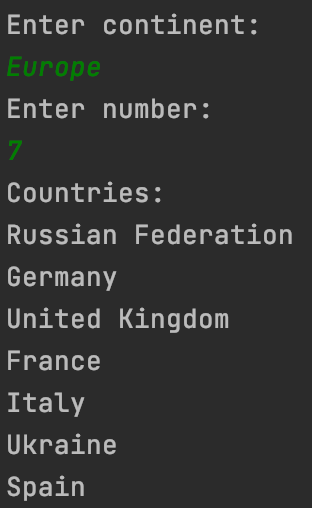 Enter continent:
Europe
Enter number:
7
Countries:
Russian Federation
Germany
United Kingdom
France
Italy
Ukraine
Spain